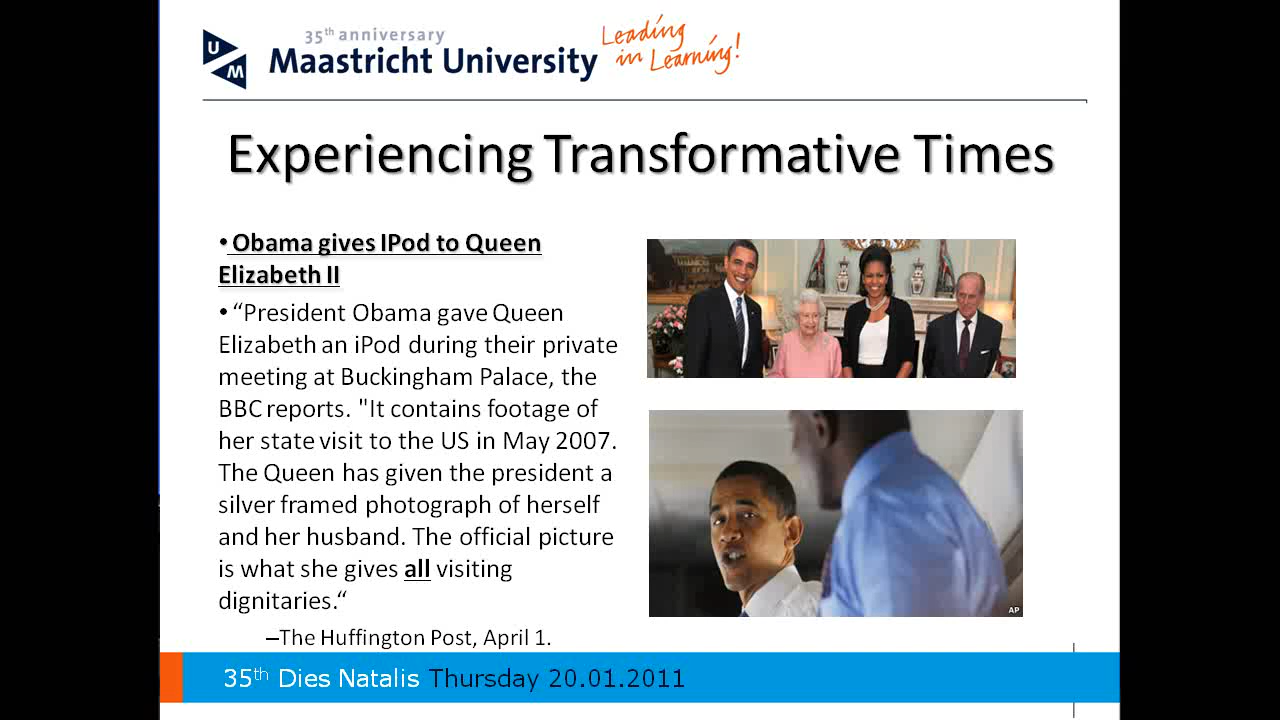 35th anniversary
UM
Maastricht University
Leading
in Learning!
Experiencing Transformative Times
• Obama gives IPod to Queen
Elizabeth II
• “President Obama gave Queen
Elizabeth an iPod during their private
meeting at Buckingham Palace, the
BBC reports. "It contains footage of
her state visit to the US in May 2007.
The Queen has given the president a
silver framed photograph of herself
and her husband. The official picture
is what she gives all visiting
dignitaries.“
–The Huffington Post, April 1.
AP
35th Dies Natalis Thursday 20.01.2011